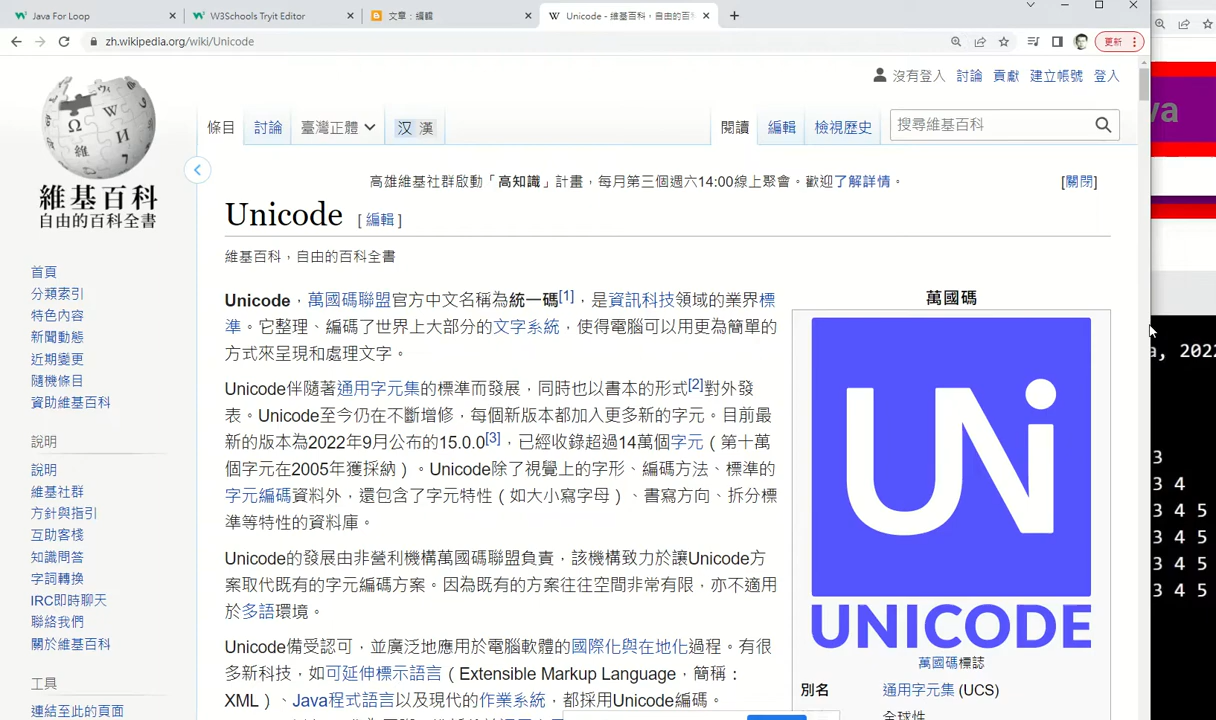 Java For Loop
W3Schools Tryit Editor
文章：編輯
Unicode - 維基百科，自由的百
zh.wikipedia.org/wiki/Unicode
更新
沒有登入 討論 貢獻 建立帳號 登入
條目 討論 臺灣正體 汉 漢 閱讀 編輯 檢視歷史 搜尋維基百科
維基百科
自由的百科全書
高雄維基社群啟動「高知識」計畫，每月第三個週六14:00線上聚會。歡迎了解詳情。 [關閉]
Unicode [編輯]
維基百科，自由的百科全書
Unicode，萬國碼聯盟官方中文名稱為統一碼[1]，是資訊科技領域的業界標
準。它整理、編碼了世界上大部分的文字系統，使得電腦可以用更為簡單的
方式來呈現和處理文字。
Unicode伴隨著通用字元集的標準而發展，同時也以書本的形式[2]對外發
表。Unicode至今仍在不斷增修，每個新版本都加入更多新的字元。目前最
新的版本為2022年9月公布的15.0.0[3]，已經收錄超過14萬個字元（第十萬
個字元在2005年獲採納）。Unicode除了視覺上的字形、編碼方法、標準的
字元編碼資料外，還包含了字元特性（如大小寫字母）、書寫方向、拆分標
準等特性的資料庫。
Unicode的發展由非營利機構萬國碼聯盟負責，該機構致力於讓Unicode方
案取代既有的字元編碼方案。因為既有的方案往往空間非常有限，亦不適用
於多語環境。
Unicode備受認可，並廣泛地應用於電腦軟體的國際化與在地化過程。有很
多新科技，如可延伸標示語言（Extensible Markup Language，簡稱：
XML）、Java程式語言以及現代的作業系統，都採用Unicode編碼。
萬國碼
UNi
UNICODE
萬國碼標誌
別名 通用字元集 (UCS)
全球性
首頁
分類索引
特色內容
新聞動態
近期變更
隨機條目
資助維基百科
說明
說明
維基社群
方針與指引
互助客棧
知識問答
字詞轉換
IRC即時聊天
聯絡我們
關於維基百科
工具
連結至此的頁面
va
a, 2022
3
3 4
3 4 5
3 4 5
3 4 5
3 4 5